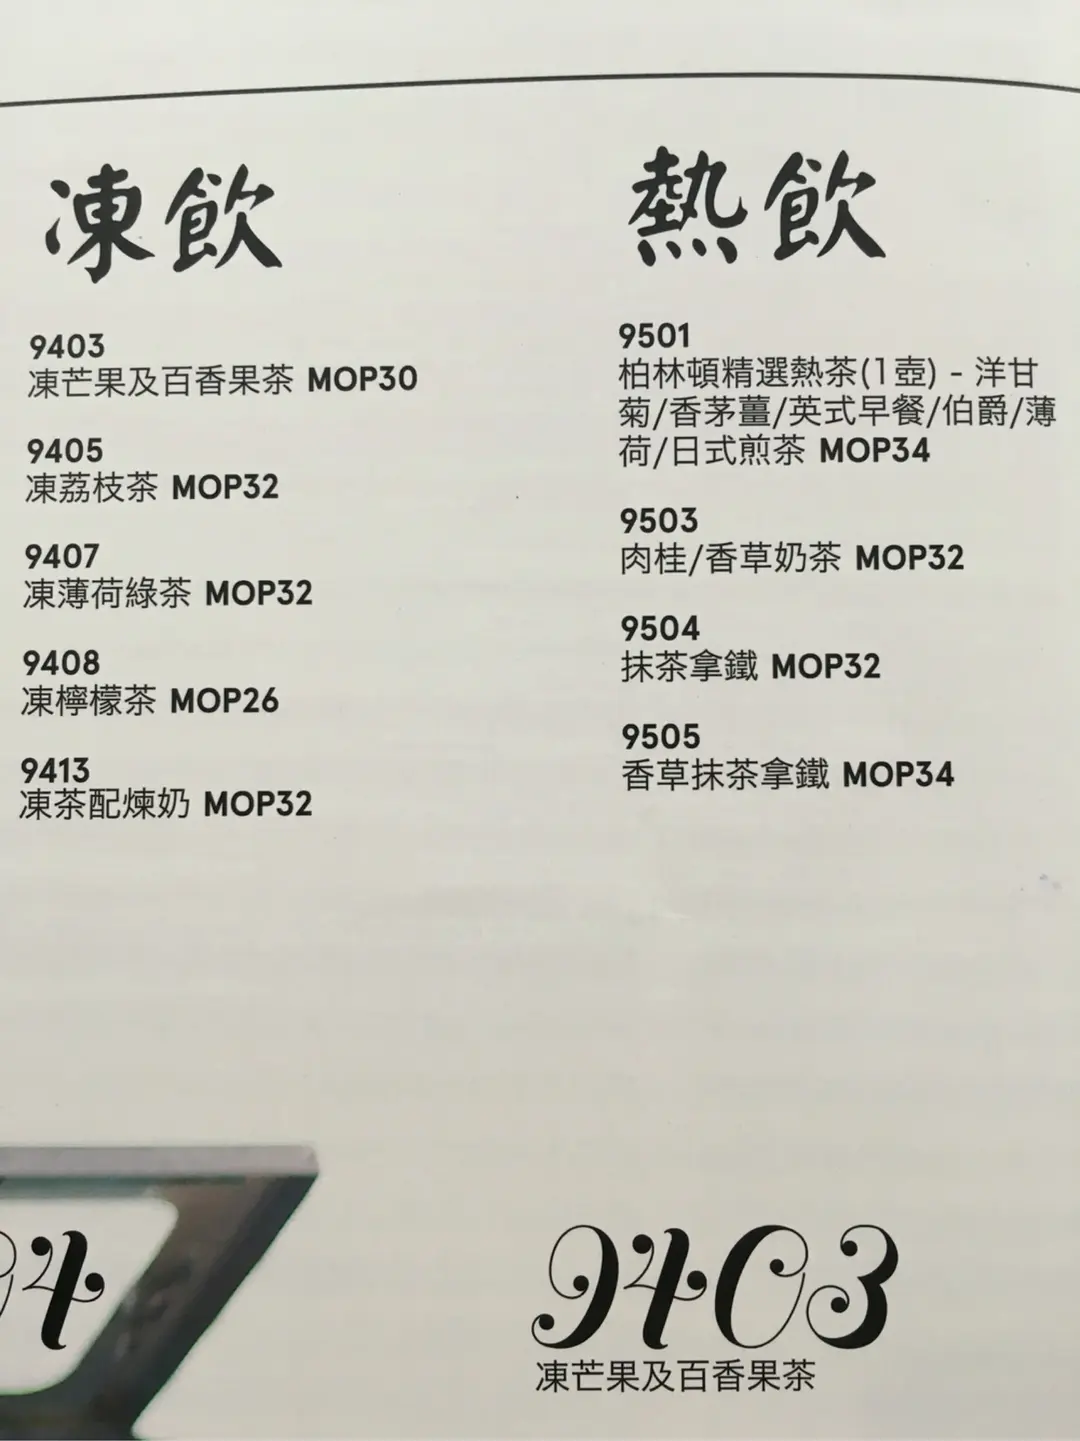 凍飲
9403
凍芒果及百香果茶 MOP30
9405
凍荔枝茶 MOP32
9407
凍薄荷綠茶 MOP32
9408
凍檸檬茶 MOP26
9413
凍茶配煉奶 MOP32
熱飲
9501
柏林頓精選熱茶(1壺) - 洋甘
菊/香茅薑/英式早餐/伯爵/薄
荷/日式煎茶 MOP34
9503
肉桂/香草奶茶 MOP32
9504
抹茶拿鐵 MOP32
9505
香草抹茶拿鐵 MOP34
4
9403
凍芒果及百香果茶